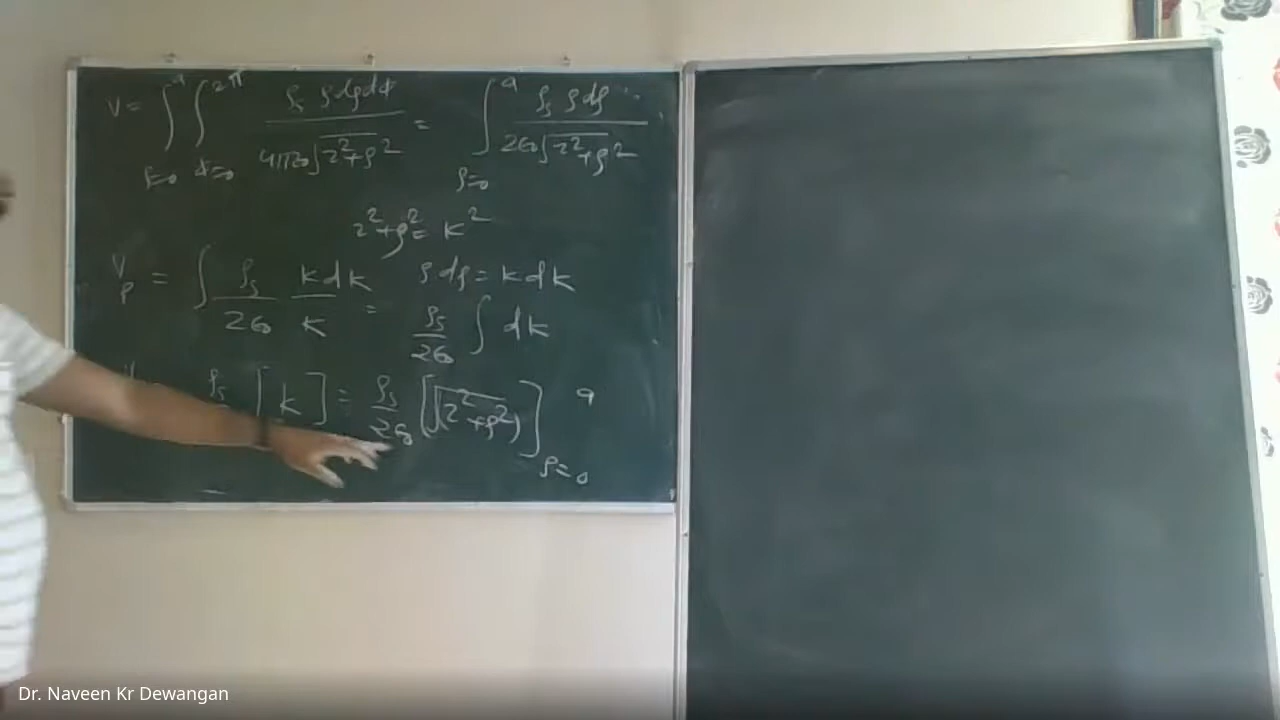 V = ∫_{ρ=0}^{a} ∫_{φ=0}^{2π} ρs ρdρdφ / 4πε0√(z²+ρ²) = ∫_{ρ=0}^{a} ρs ρdρ / 2ε0√(z²+ρ²)
z²+ρ² = k²
Vp = ∫ ρs/2ε0 kdk/k = ρs/2ε0 ∫ dk
ρdρ = kdk
ρs [k] = ρs/2ε0 [√(z²+ρ²)]_{ρ=0}^{a}
Dr. Naveen Kr Dewangan